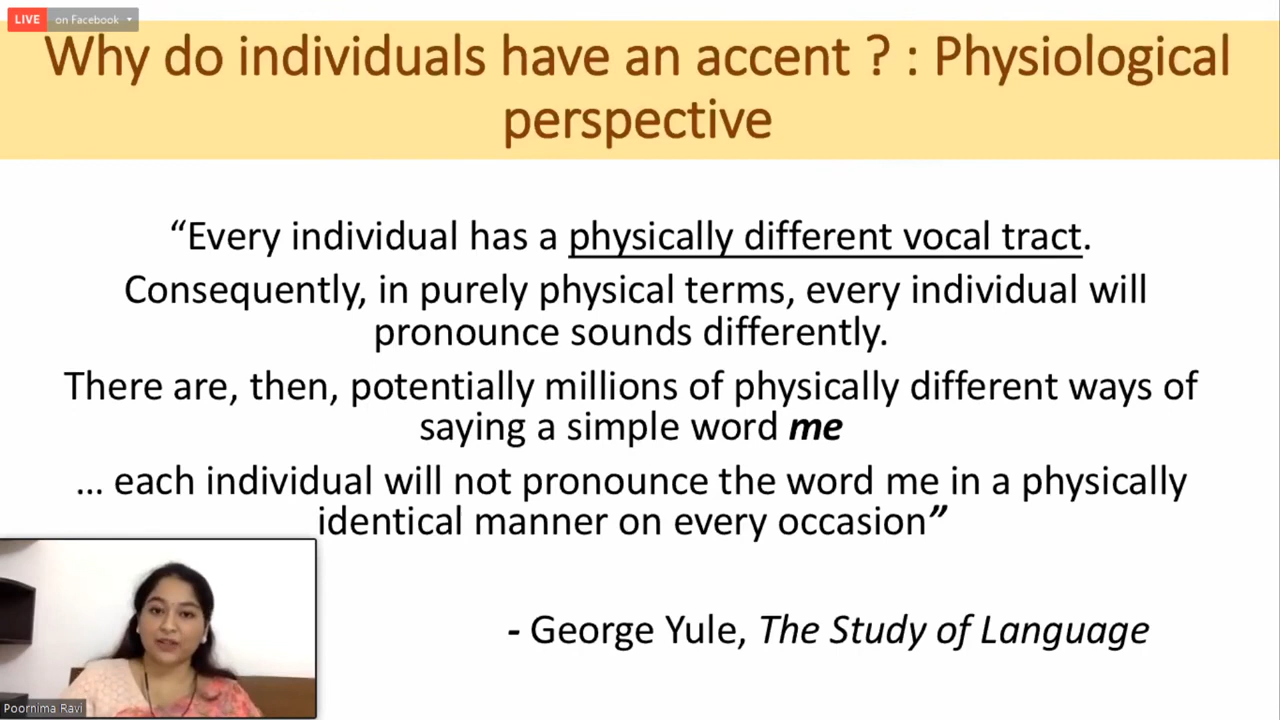 LIVE on Facebook
Why do individuals have an accent ? : Physiological
perspective
“Every individual has a physically different vocal tract.
Consequently, in purely physical terms, every individual will
pronounce sounds differently.
There are, then, potentially millions of physically different ways of
saying a simple word me
... each individual will not pronounce the word me in a physically
identical manner on every occasion”
- George Yule, The Study of Language
Poornima Ravi